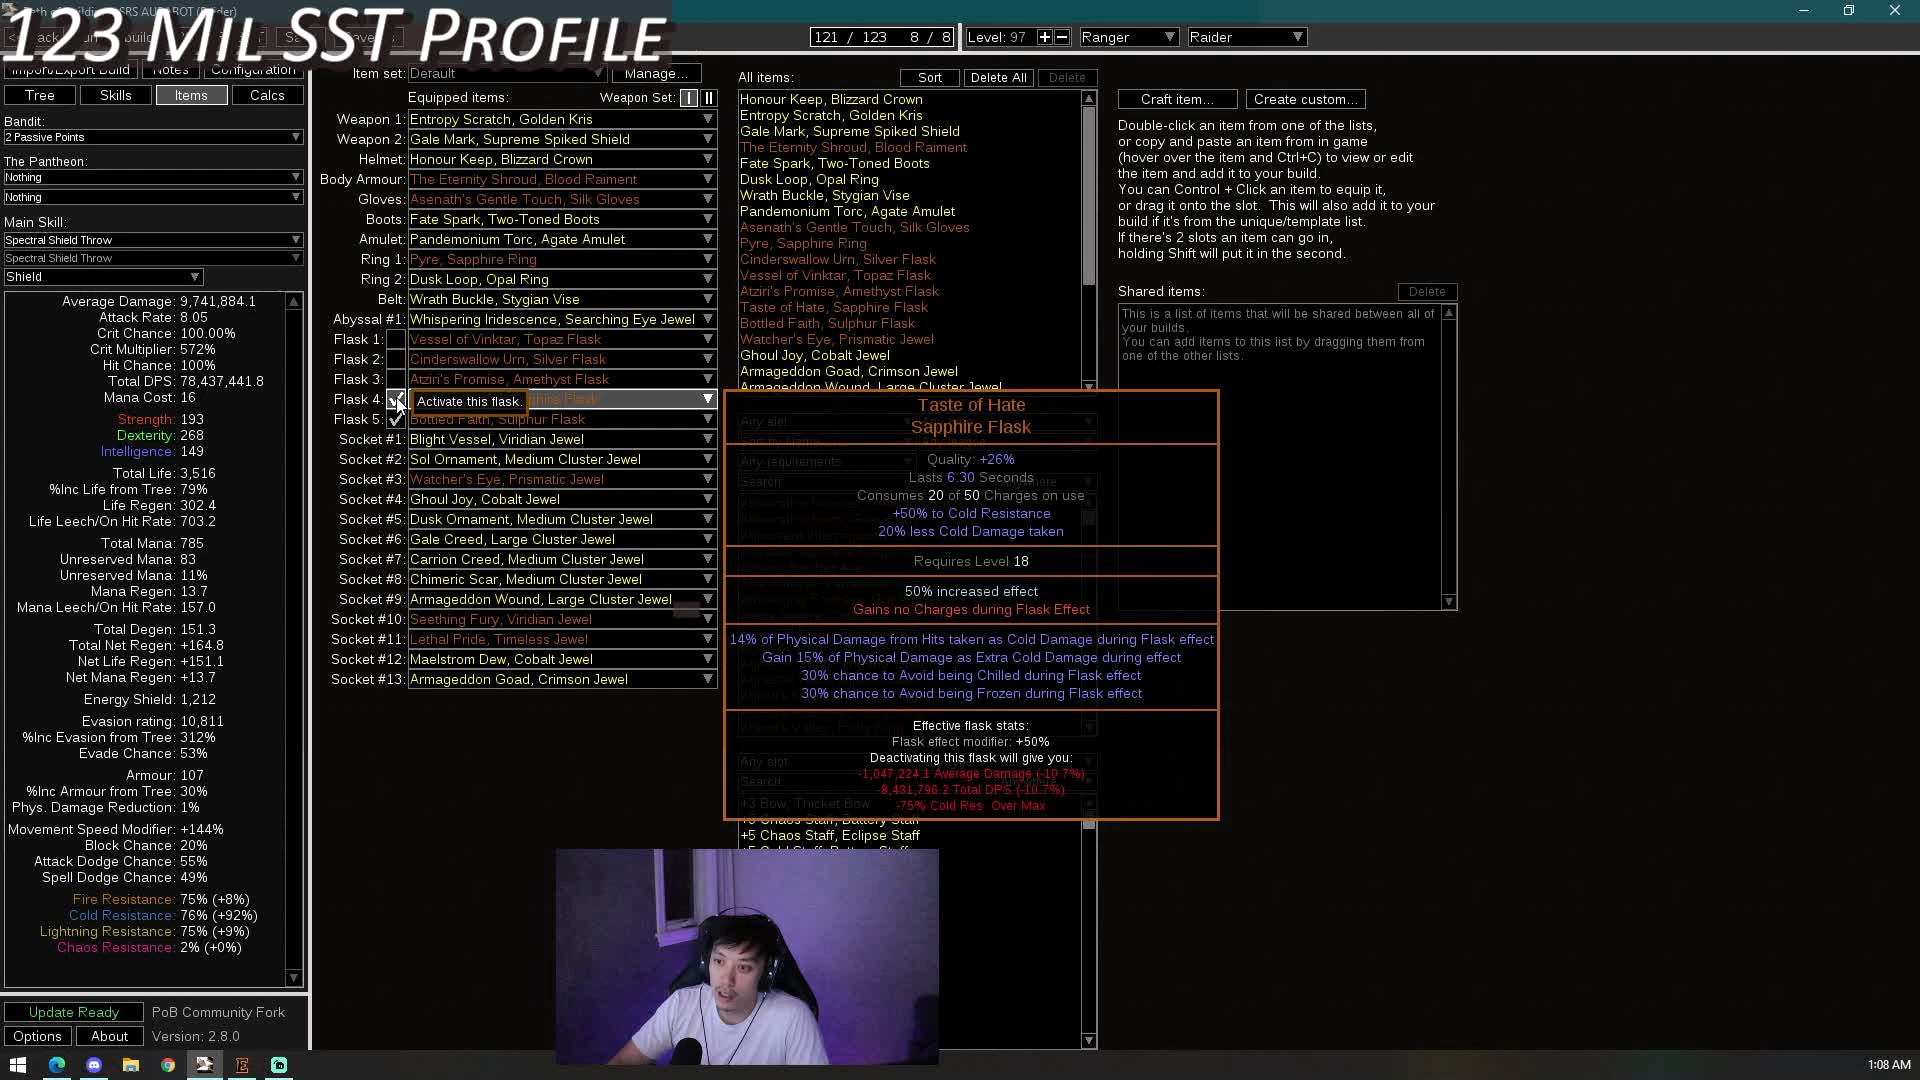 123 Mil SST Profile
Import/Export Build
Notes
Configuration
Tree
Skills
Items
Calcs
Bandit:
2 Passive Points
The Pantheon:
Nothing
Nothing
Main Skill:
Spectral Shield Throw
Spectral Shield Throw
Shield
Average Damage: 9,741,884.1
Attack Rate: 8.05
Crit Chance: 100.00%
Crit Multiplier: 572%
Hit Chance: 100%
Total DPS: 78,437,441.8
Mana Cost: 16
Strength: 193
Dexterity: 268
Intelligence: 149
Total Life: 3,516
%Inc Life from Tree: 79%
Life Regen: 302.4
Life Leech/On Hit Rate: 703.2
Total Mana: 785
Unreserved Mana: 83
Unreserved Mana: 11%
Mana Regen: 13.7
Mana Leech/On Hit Rate: 157.0
Total Degen: 151.3
Total Net Regen: +164.8
Net Life Regen: +151.1
Net Mana Regen: +13.7
Energy Shield: 1,212
Evasion rating: 10,811
%Inc Evasion from Tree: 312%
Evade Chance: 53%
Armour: 107
%Inc Armour from Tree: 30%
Phys. Damage Reduction: 1%
Movement Speed Modifier: +144%
Block Chance: 20%
Attack Dodge Chance: 55%
Spell Dodge Chance: 49%
Fire Resistance: 75% (+8%)
Cold Resistance: 76% (+92%)
Lightning Resistance: 75% (+9%)
Chaos Resistance: 2% (+0%)
Update Ready
PoB Community Fork
Options
About
Version: 2.8.0
121 / 123 8 / 8
Level: 97
+
−
Ranger
Raider
Item set: Default
Manage...
Equipped items:
Weapon Set: I II
Weapon 1: Entropy Scratch, Golden Kris
Weapon 2: Gale Mark, Supreme Spiked Shield
Helmet: Honour Keep, Blizzard Crown
Body Armour: The Eternity Shroud, Blood Raiment
Gloves: Asenath's Gentle Touch, Silk Gloves
Boots: Fate Spark, Two-Toned Boots
Amulet: Pandemonium Torc, Agate Amulet
Ring 1: Pyre, Sapphire Ring
Ring 2: Dusk Loop, Opal Ring
Belt: Wrath Buckle, Stygian Vise
Abyssal #1: Whispering Iridescence, Searching Eye Jewel
Flask 1: Vessel of Vinktar, Topaz Flask
Flask 2: Cinderswallow Urn, Silver Flask
Flask 3: Atziri's Promise, Amethyst Flask
Flask 4:
Activate this flask.
Flask 5: Bottled Faith, Sulphur Flask
Socket #1: Blight Vessel, Viridian Jewel
Socket #2: Sol Ornament, Medium Cluster Jewel
Socket #3: Watcher's Eye, Prismatic Jewel
Socket #4: Ghoul Joy, Cobalt Jewel
Socket #5: Dusk Ornament, Medium Cluster Jewel
Socket #6: Gale Creed, Large Cluster Jewel
Socket #7: Carrion Creed, Medium Cluster Jewel
Socket #8: Chimeric Scar, Medium Cluster Jewel
Socket #9: Armageddon Wound, Large Cluster Jewel
Socket #10: Seething Fury, Viridian Jewel
Socket #11: Lethal Pride, Timeless Jewel
Socket #12: Maelstrom Dew, Cobalt Jewel
Socket #13: Armageddon Goad, Crimson Jewel
All items:
Sort
Delete All
Delete
Honour Keep, Blizzard Crown
Entropy Scratch, Golden Kris
Gale Mark, Supreme Spiked Shield
The Eternity Shroud, Blood Raiment
Fate Spark, Two-Toned Boots
Dusk Loop, Opal Ring
Wrath Buckle, Stygian Vise
Pandemonium Torc, Agate Amulet
Asenath's Gentle Touch, Silk Gloves
Pyre, Sapphire Ring
Cinderswallow Urn, Silver Flask
Vessel of Vinktar, Topaz Flask
Atziri's Promise, Amethyst Flask
Taste of Hate, Sapphire Flask
Bottled Faith, Sulphur Flask
Watcher's Eye, Prismatic Jewel
Ghoul Joy, Cobalt Jewel
Armageddon Goad, Crimson Jewel
Armageddon Wound, Large Cluster Jewel
Taste of Hate
Sapphire Flask
Quality: +26%
Lasts 6.30 Seconds
Consumes 20 of 50 Charges on use
+50% to Cold Resistance
20% less Cold Damage taken
Requires Level 18
50% increased effect
Gains no Charges during Flask Effect
14% of Physical Damage from Hits taken as Cold Damage during Flask effect
Gain 15% of Physical Damage as Extra Cold Damage during effect
30% chance to Avoid being Chilled during Flask effect
30% chance to Avoid being Frozen during Flask effect
Effective flask stats:
Flask effect modifier: +50%
Deactivating this flask will give you:
-1,047,224.1 Average Damage (-10.7%)
-8,431,796.2 Total DPS (-10.7%)
-75% Cold Res. Over Max
Any slot
Search:
Any slot
Search:
+3 Bow, Thicket Bow
+5 Chaos Staff, Battery Staff
+5 Chaos Staff, Eclipse Staff
Craft item...
Create custom...
Double-click an item from one of the lists,
or copy and paste an item from in game
(hover over the item and Ctrl+C) to view or edit
the item and add it to your build.
You can Control + Click an item to equip it,
or drag it onto the slot. This will also add it to your
build if it's from the unique/template list.
If there's 2 slots an item can go in,
holding Shift will put it in the second.
Shared items:
Delete
This is a list of items that will be shared between all of
your builds.
You can add items to this list by dragging them from
one of the other lists.
1:08 AM